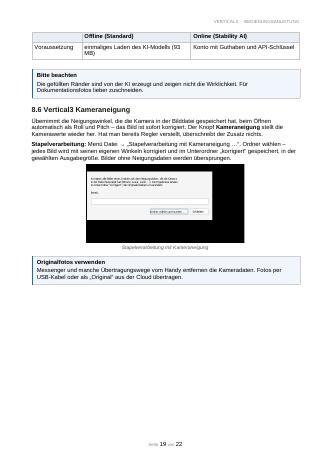 VERTICAL3 – BEDIENUNGSANLEITUNG
Offline (Standard) Online (Stability AI)
Voraussetzung einmaliges Laden des KI-Modells (93 Konto mit Guthaben und API-Schlüssel
MB)
Bitte beachten
Die gefüllten Ränder sind von der KI erzeugt und zeigen nicht die Wirklichkeit. Für
Dokumentationsfotos lieber zuschneiden.
8.6 Vertical3 Kameraneigung
Übernimmt die Neigungswinkel, die die Kamera in der Bilddatei gespeichert hat, beim Öffnen
automatisch als Roll und Pitch – das Bild ist sofort korrigiert. Der Knopf Kameraneigung stellt die
Kamerawerte wieder her. Hat man bereits Regler verstellt, überschreibt der Zusatz nichts.
Stapelverarbeitung: Menü Datei → „Stapelverarbeitung mit Kameraneigung …“. Ordner wählen –
jedes Bild wird mit seinen eigenen Winkeln korrigiert und im Unterordner „korrigiert“ gespeichert, in der
gewählten Ausgabegröße. Bilder ohne Neigungsdaten werden übersprungen.
Stapelverarbeitung mit Kameraneigung
Originalfotos verwenden
Messenger und manche Übertragungswege vom Handy entfernen die Kameradaten. Fotos per
USB-Kabel oder als „Original“ aus der Cloud übertragen.
Seite 19 von 22